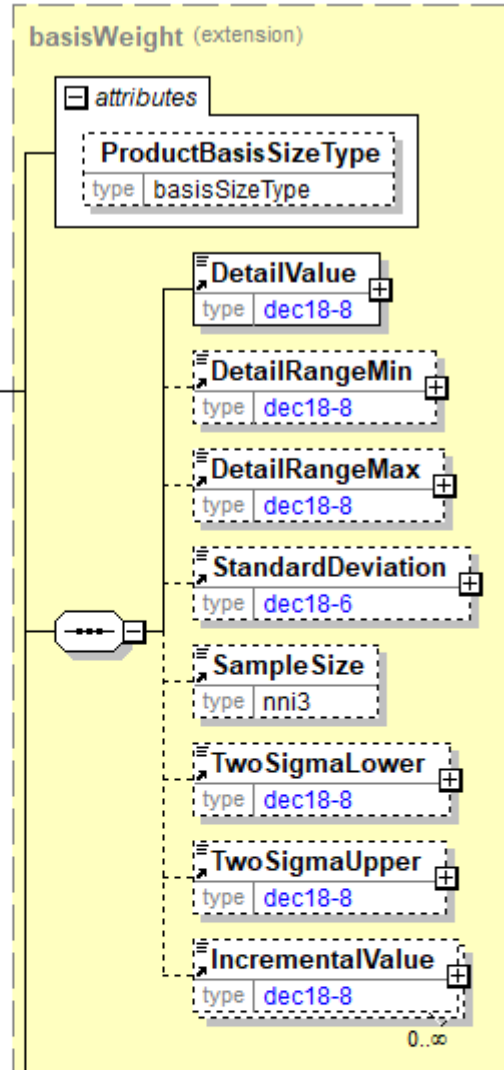 basisWeight (extension)
attributes
ProductBasisSizeType
type basisSizeType
DetailValue
type dec18-8
DetailRangeMin
type dec18-8
DetailRangeMax
type dec18-8
StandardDeviation
type dec18-6
SampleSize
type nni3
TwoSigmaLower
type dec18-8
TwoSigmaUpper
type dec18-8
IncrementalValue
type dec18-8
0..∞